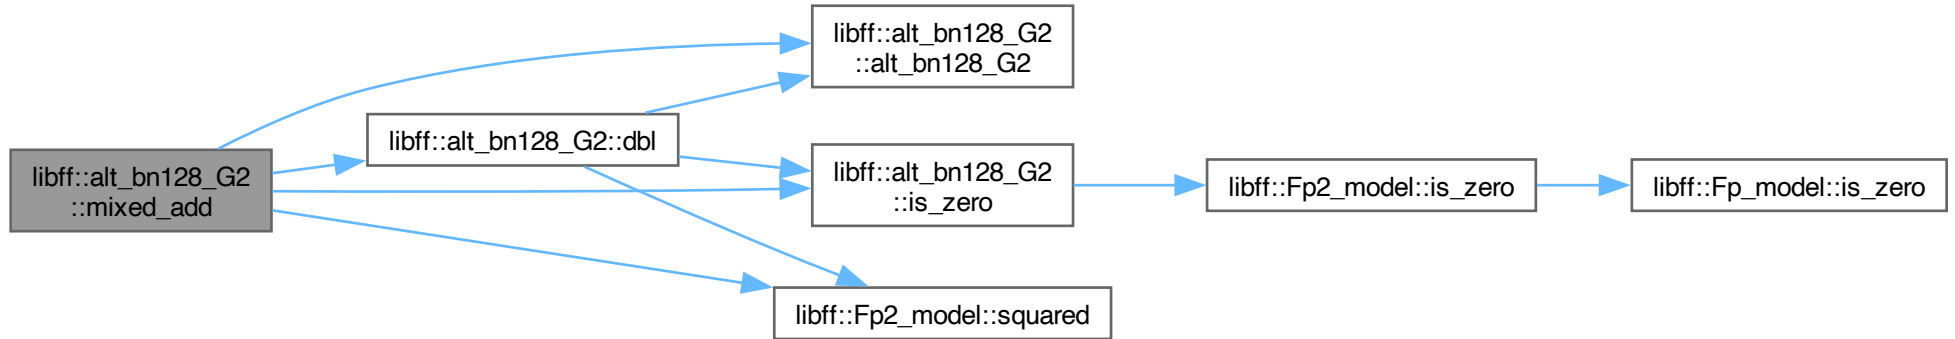 libff::alt_bn128_G2
::mixed_add
libff::alt_bn128_G2::dbl
libff::alt_bn128_G2
::alt_bn128_G2
libff::alt_bn128_G2
::is_zero
libff::Fp2_model::squared
libff::Fp2_model::is_zero
libff::Fp_model::is_zero